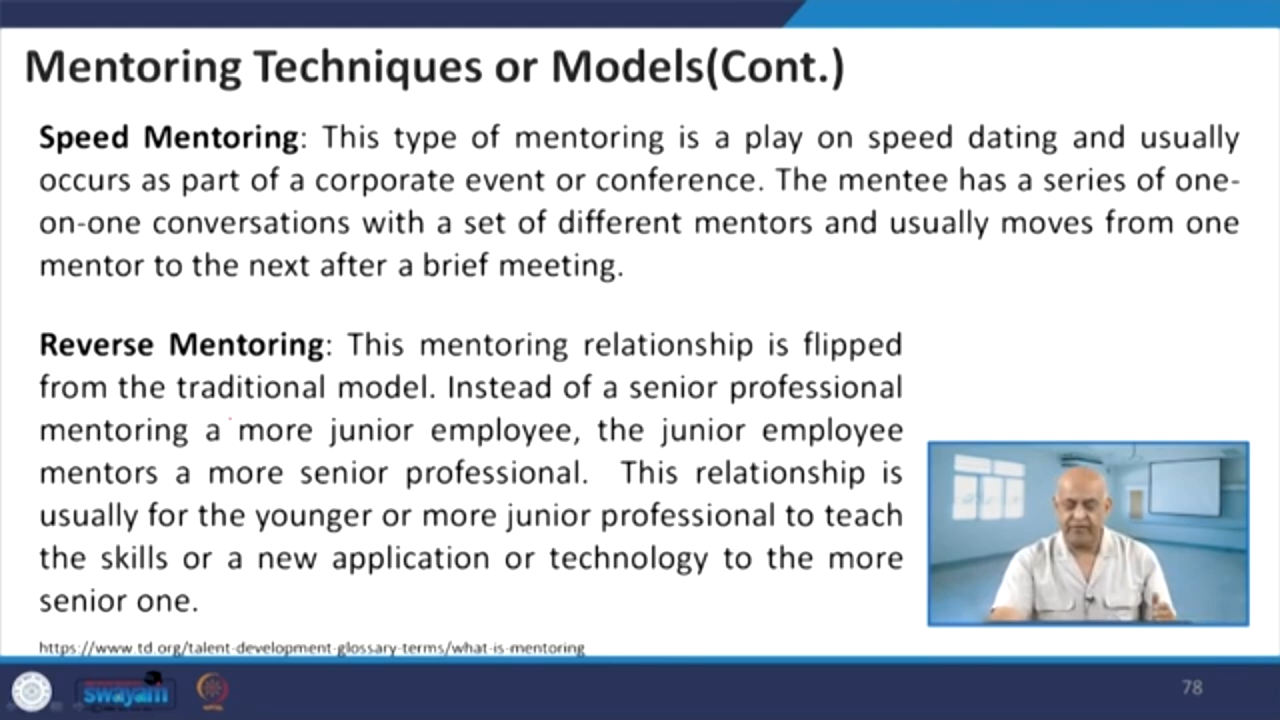 Mentoring Techniques or Models(Cont.)
Speed Mentoring: This type of mentoring is a play on speed dating and usually
occurs as part of a corporate event or conference. The mentee has a series of one-
on-one conversations with a set of different mentors and usually moves from one
mentor to the next after a brief meeting.
Reverse Mentoring: This mentoring relationship is flipped
from the traditional model. Instead of a senior professional
mentoring a more junior employee, the junior employee
mentors a more senior professional. This relationship is
usually for the younger or more junior professional to teach
the skills or a new application or technology to the more
senior one.
https://www.td.org/talent-development-glossary-terms/what-is-mentoring
swayam
78